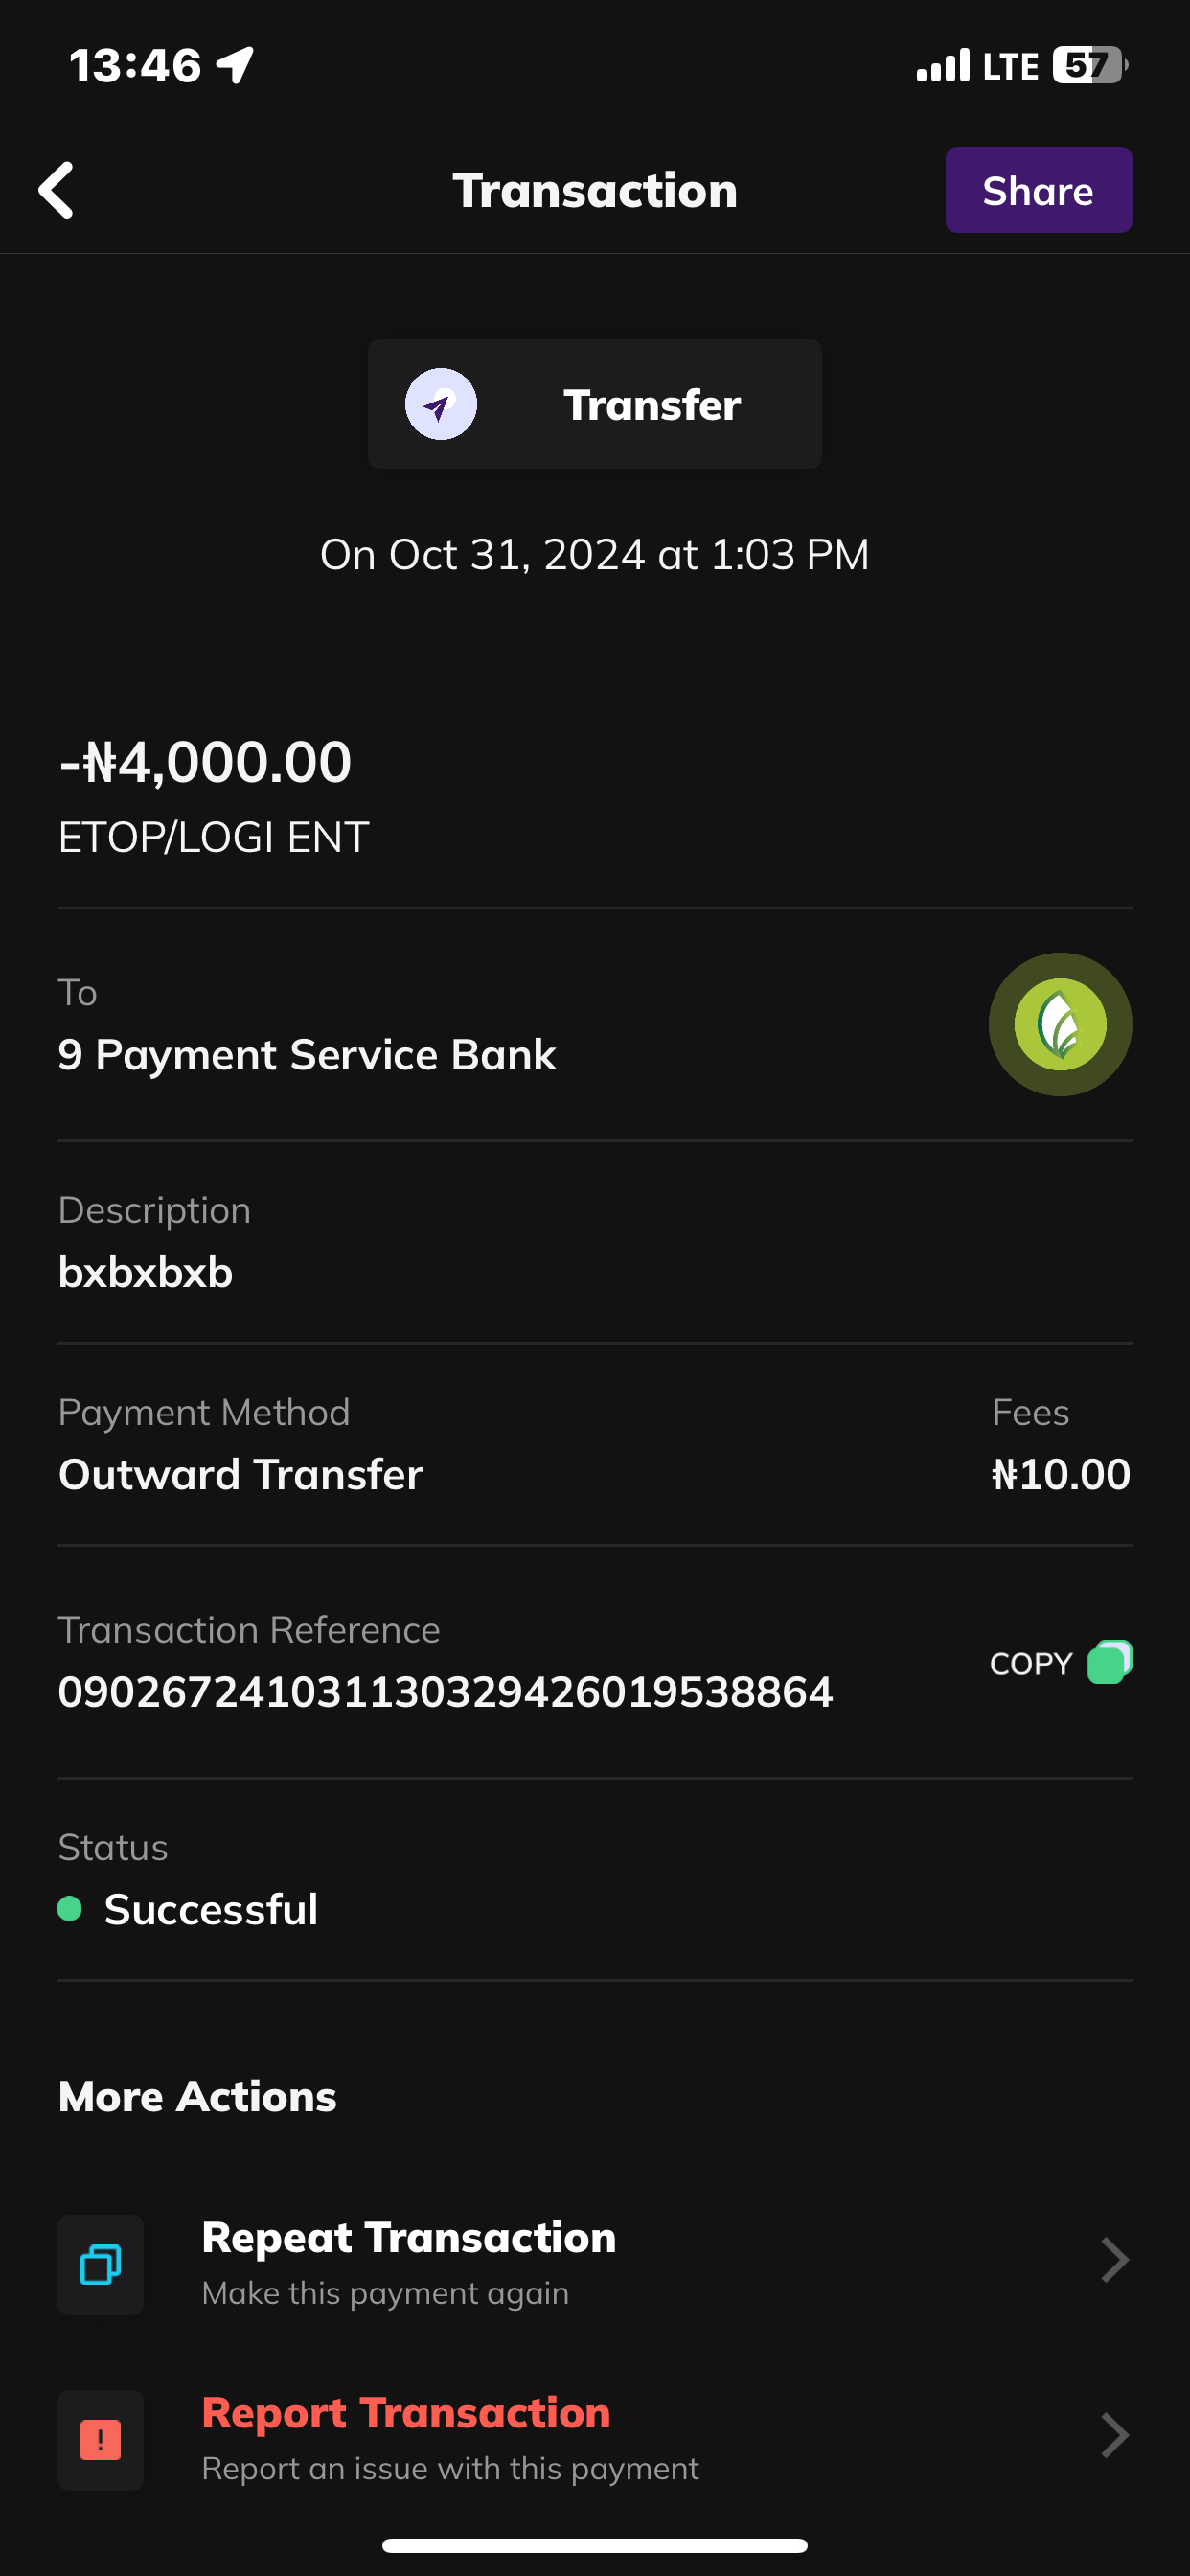 13:46
LTE 57
Transaction
Share
Transfer
On Oct 31, 2024 at 1:03 PM
-₦4,000.00
ETOP/LOGI ENT
To
9 Payment Service Bank
Description
bxbxbxb
Payment Method
Fees
Outward Transfer
₦10.00
Transaction Reference
090267241031130329426019538864
COPY
Status
Successful
More Actions
Repeat Transaction
Make this payment again
Report Transaction
Report an issue with this payment